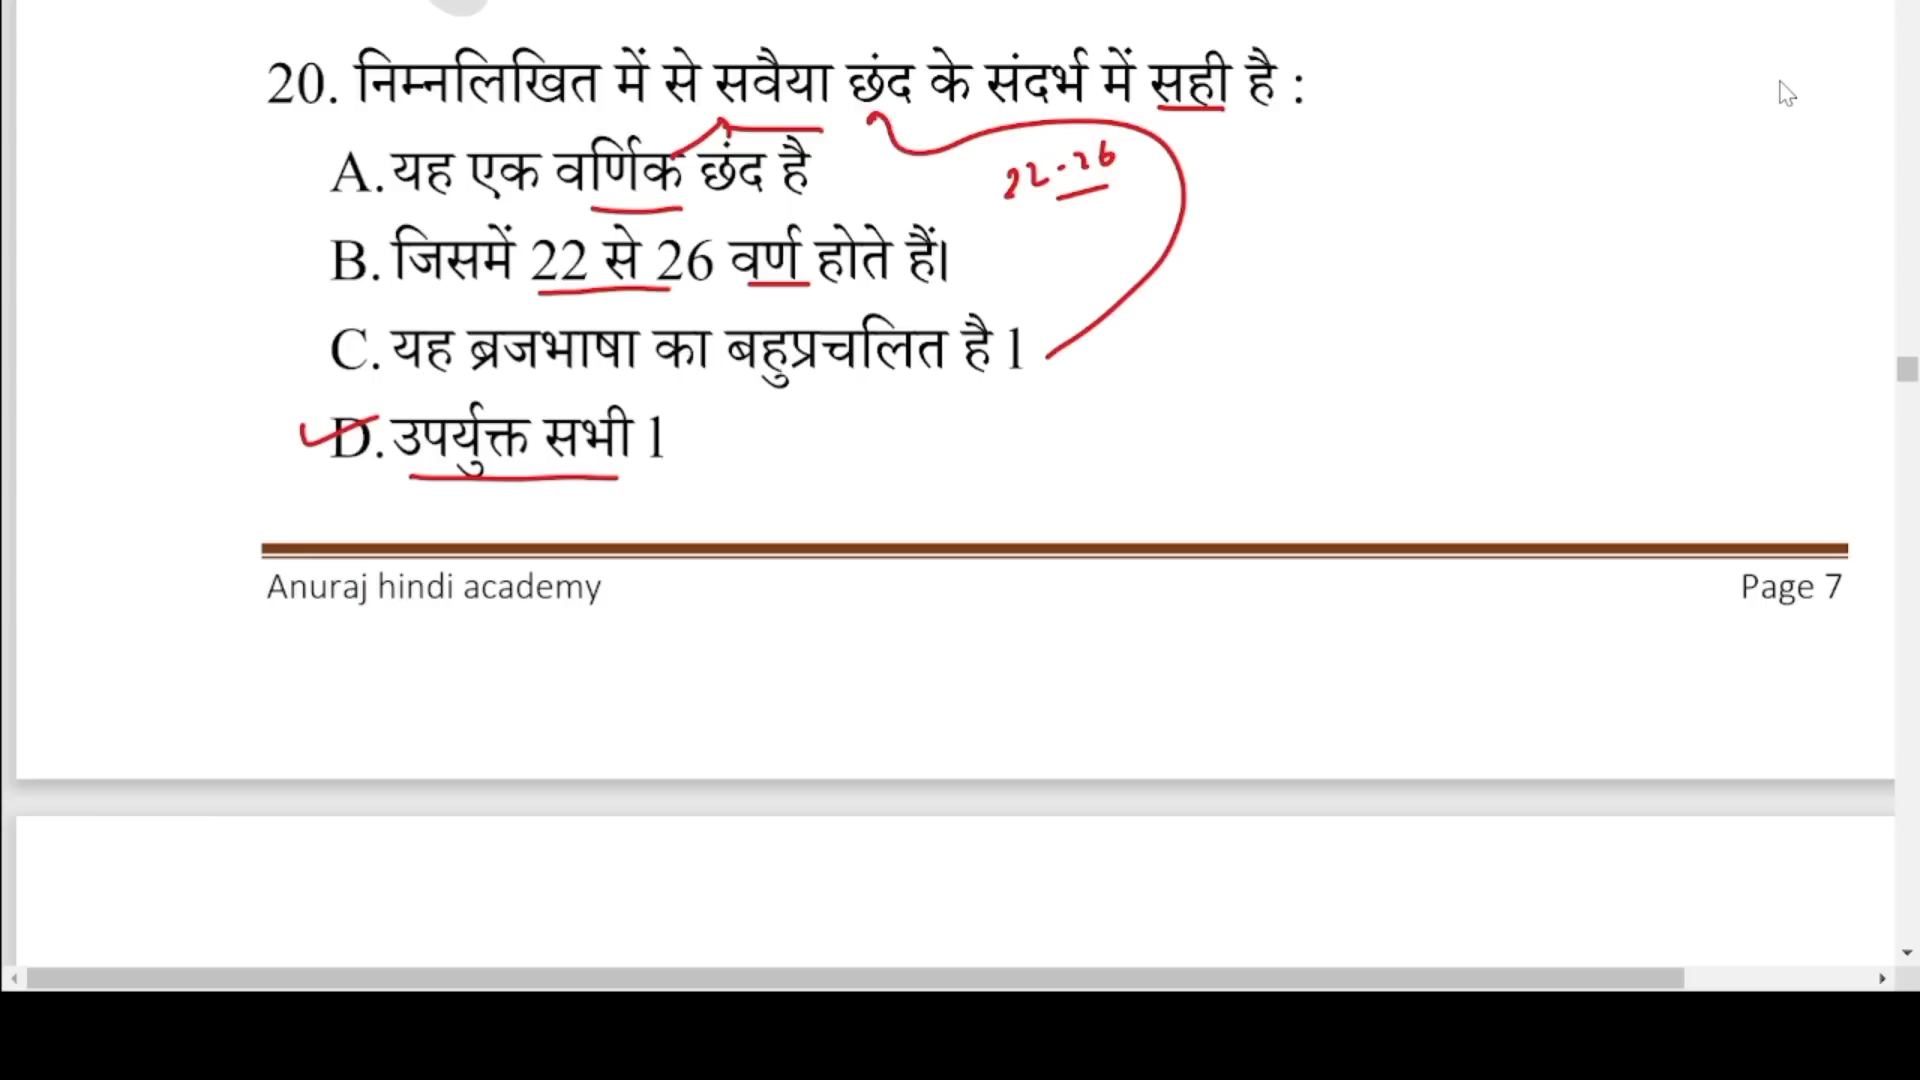 20. निम्नलिखित में से सवैया छंद के संदर्भ में सही है :
A. यह एक वर्णिक छंद है
22-26
B. जिसमें 22 से 26 वर्ण होते हैं।
C. यह ब्रजभाषा का बहुप्रचलित है l
D. उपर्युक्त सभी l
Anuraj hindi academy
Page 7